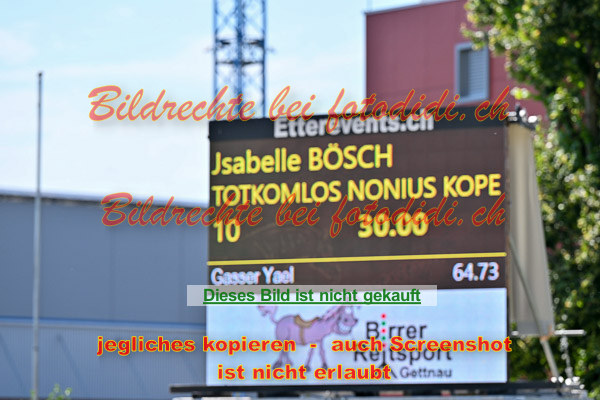 Bildrechte bei fotodidi.ch
Etterevents.ch
Jsabelle BÖSCH
TOTKOMLOS NONIUS KOPE
Bildrechte bei fotodidi.ch
10 30.00
Gasser Yael 64.73
Dieses Bild ist nicht gekauft
Birrer
jegliches kopieren - auch Screenshot
Reitsport
Gettnau
ist nicht erlaubt